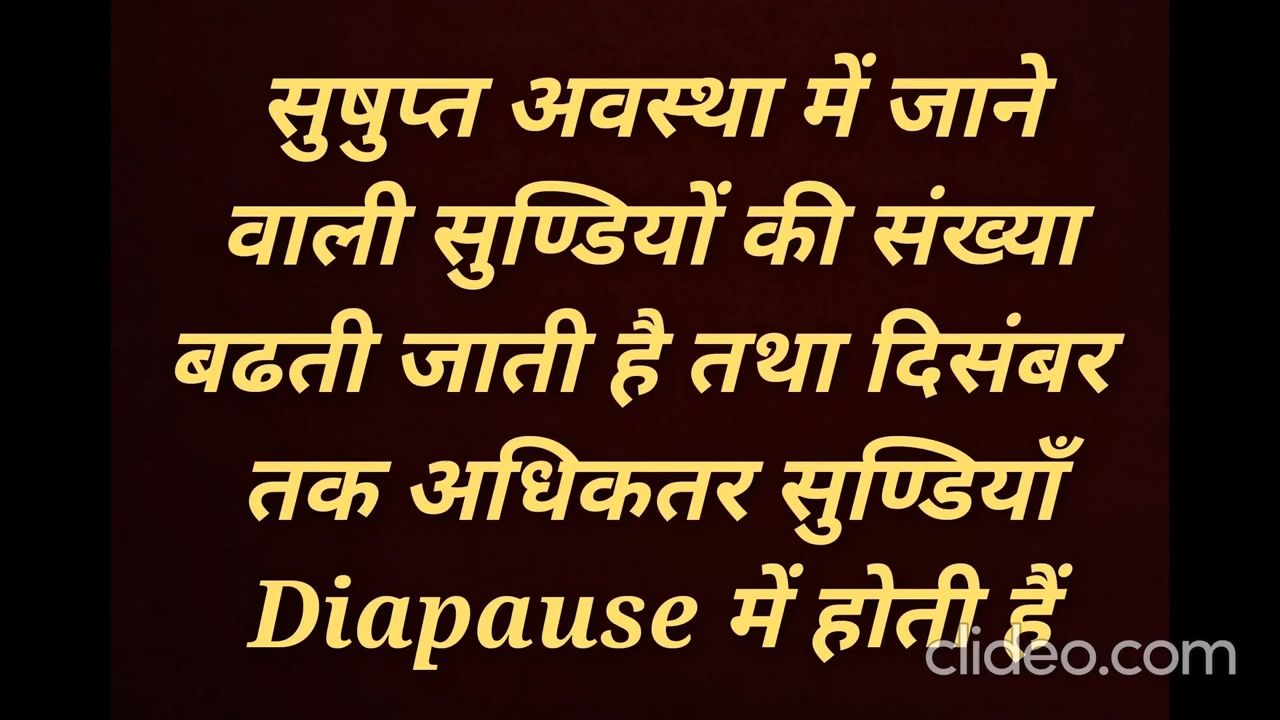 सुषुप्त अवस्था में जाने
वाली सुण्डियों की संख्या
बढती जाती है तथा दिसंबर
तक अधिकतर सुण्डियाँ
Diapause में होती हैं
clideo.com